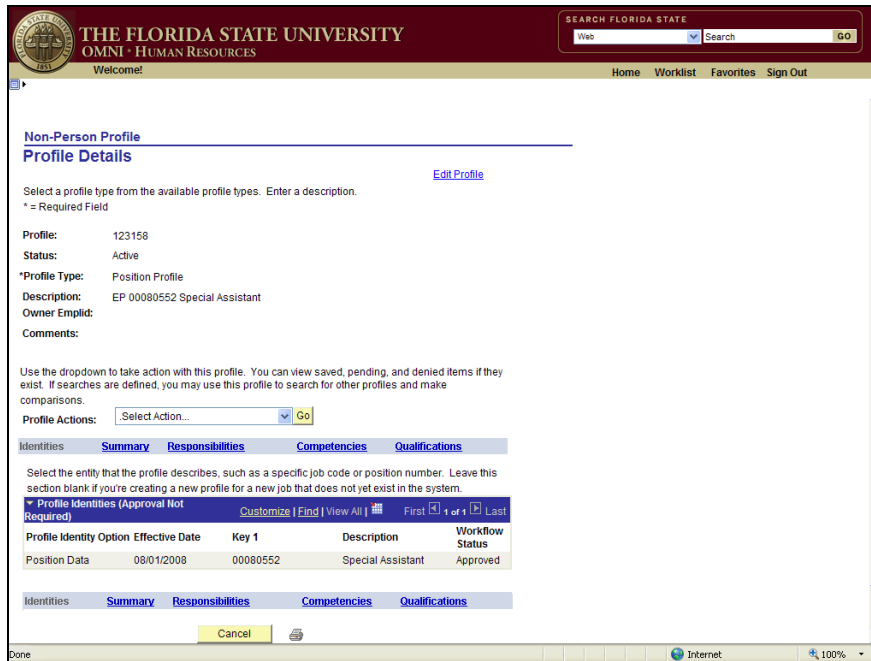 SEARCH FLORIDA STATE
THE FLORIDA STATE UNIVERSITY
OMNI · HUMAN RESOURCES
Web Search GO
1851
Welcome!
Home Worklist Favorites Sign Out
Non-Person Profile
Profile Details
Edit Profile
Select a profile type from the available profile types. Enter a description.
* = Required Field
Profile: 123158
Status: Active
*Profile Type: Position Profile
Description: EP 00080552 Special Assistant
Owner Emplid:
Comments:
Use the dropdown to take action with this profile. You can view saved, pending, and denied items if they
exist. If searches are defined, you may use this profile to search for other profiles and make
comparisons.
Profile Actions: .Select Action... Go
Identities Summary Responsibilities Competencies Qualifications
Select the entity that the profile describes, such as a specific job code or position number. Leave this
section blank if you're creating a new profile for a new job that does not yet exist in the system.
Profile Identities (Approval Not
Required) Customize | Find | View All | First 1 of 1 Last
Profile Identity Option Effective Date Key 1 Description Workflow
Status
Position Data 08/01/2008 00080552 Special Assistant Approved
Identities Summary Responsibilities Competencies Qualifications
Cancel
Done Internet 100%